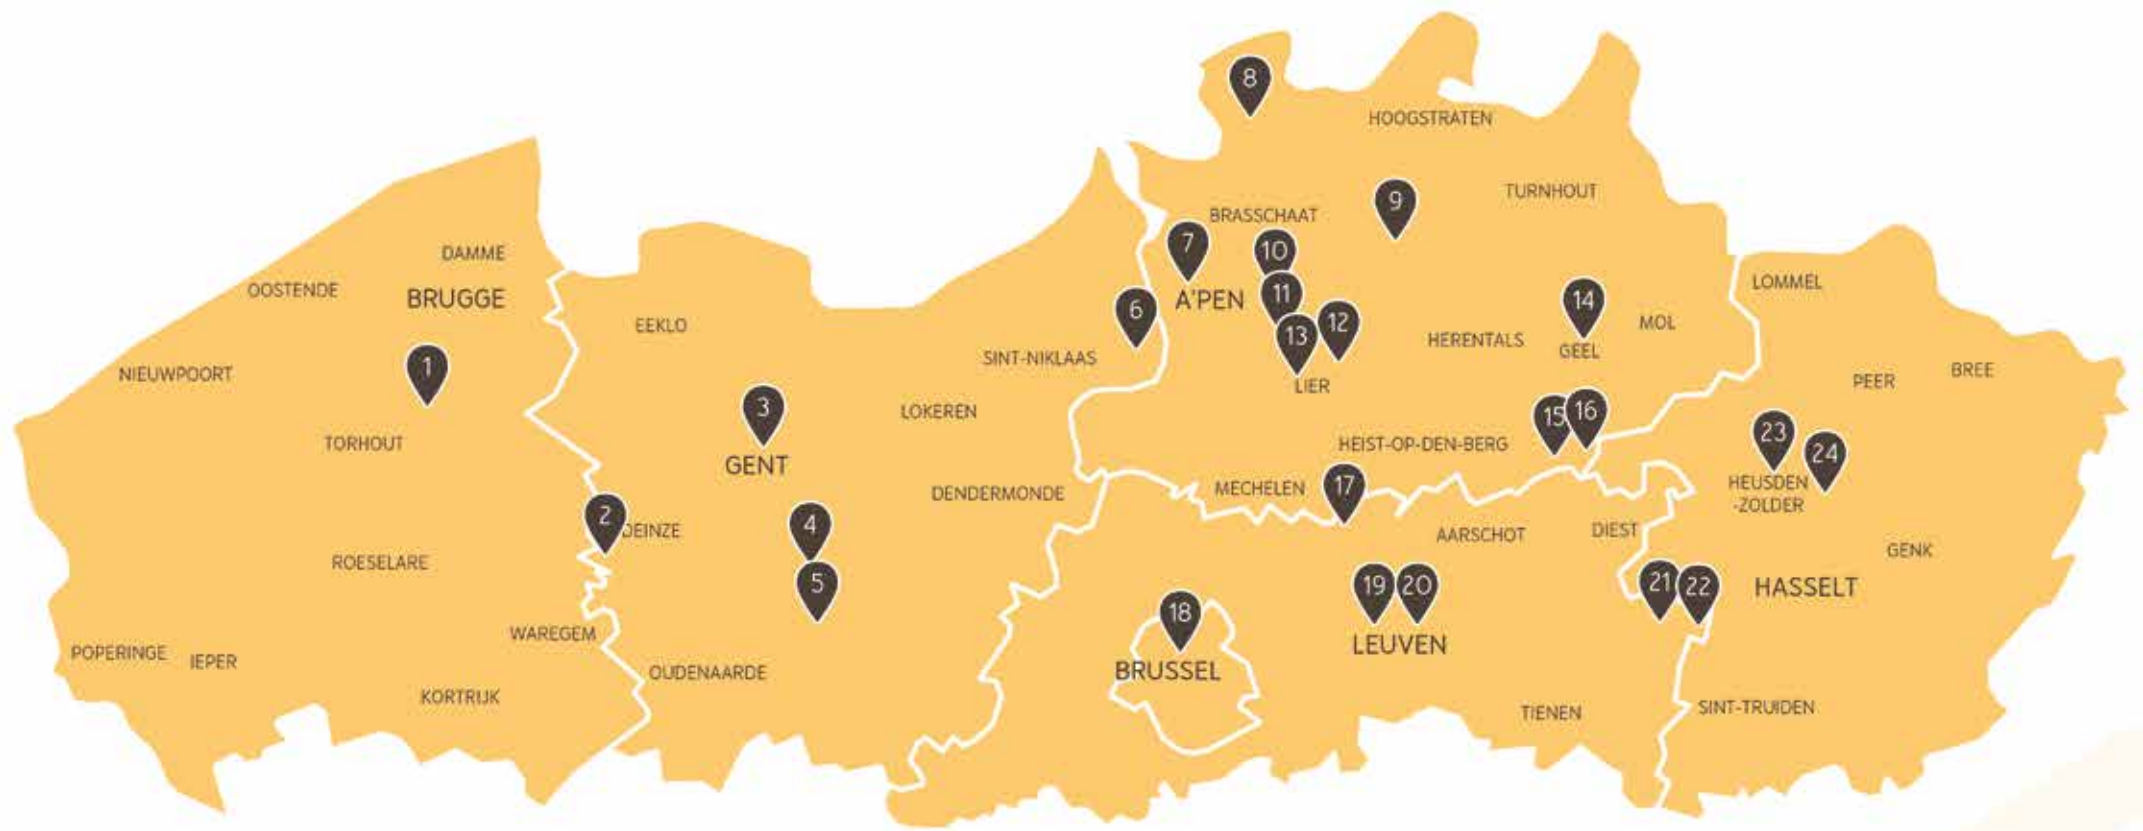 8
HOOGSTRATEN
9
TURNHOUT
BRASSCHAAT
7
10
DAMME
LOMMEL
OOSTENDE
BRUGGE
A'PEN
11
14
6
EEKLO
13
12
MOL
HERENTALS
GEEL
SINT-NIKLAAS
NIEUWPOORT
1
BREE
PEER
LIER
3
LOKEREN
15
16
TORHOUT
HEIST-OP-DEN-BERG
23
24
GENT
DENDERMONDE
MECHELEN
17
HEUSDEN
-ZOLDER
2
DEINZE
4
AARSCHOT
DIEST
GENK
ROESELARE
5
19
20
21
22
HASSELT
18
WAREGEM
LEUVEN
POPERINGE
IEPER
OUDENAARDE
BRUSSEL
KORTRIJK
TIENEN
SINT-TRUIDEN